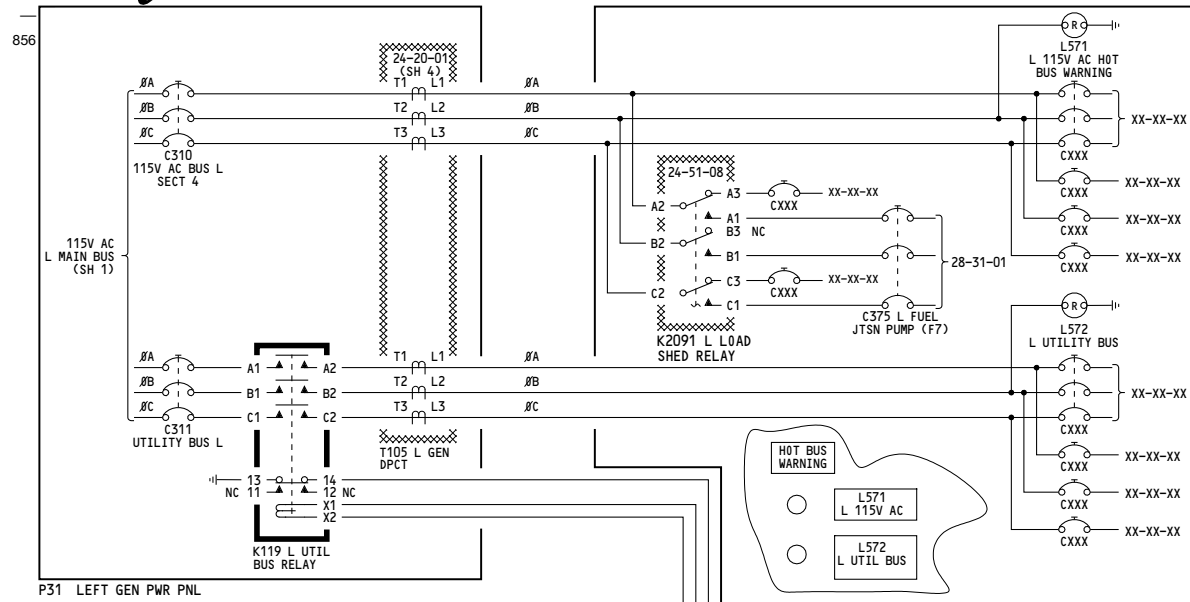 856
24-20-01
(SH 4)
T1 L1
T2 L2
T3 L3
ØA
ØB
ØC
C310
115V AC BUS L
SECT 4
ØA
ØB
ØC
115V AC
L MAIN BUS
(SH 1)
ØA
ØB
ØC
C311
UTILITY BUS L
A1 A2
B1 B2
C1 C2
13 14
NC 11 12 NC
X1
X2
K119 L UTIL
BUS RELAY
T1 L1
T2 L2
T3 L3
T105 L GEN
DPCT
ØA
ØB
ØC
P31 LEFT GEN PWR PNL
24-51-08
A2
A3
CXXX
XX-XX-XX
A1
B3 NC
B2
B1
C3
CXXX
XX-XX-XX
C2
C1
K2091 L LOAD
SHED RELAY
C375 L FUEL
JTSN PUMP (F7)
28-31-01
R
L571
L 115V AC HOT
BUS WARNING
CXXX
XX-XX-XX
CXXX
XX-XX-XX
CXXX
XX-XX-XX
CXXX
XX-XX-XX
R
L572
L UTILITY BUS
CXXX
XX-XX-XX
CXXX
XX-XX-XX
CXXX
XX-XX-XX
CXXX
XX-XX-XX
HOT BUS
WARNING
L571
L 115V AC
L572
L UTIL BUS